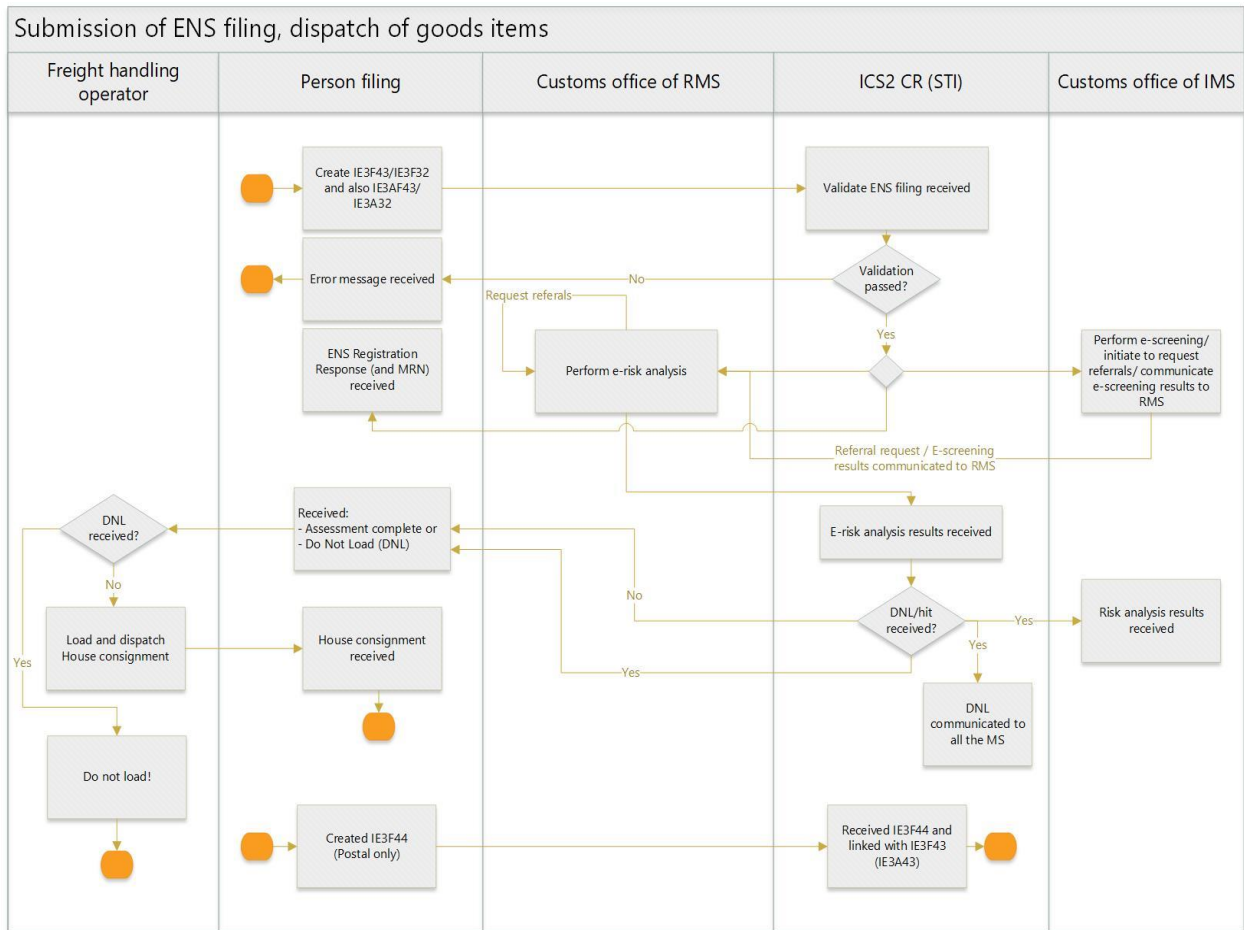 Submission of ENS filing, dispatch of goods items
Freight handling
operator
Person filing
Customs office of RMS
ICS2 CR (STI)
Customs office of IMS
Create IE3F43/IE3F32
and also IE3AF43/
IE3A32
Validate ENS filing received
Error message received
No
Validation
passed?
Request referrals
Yes
ENS Registration
Response (and MRN)
received
Perform e-risk analysis
Perform e-screening/
initiate to request
referrals/ communicate
e-screening results to
RMS
Referral request / E-screening
results communicated to RMS
DNL
received?
Received:
- Assessment complete or
- Do Not Load (DNL)
E-risk analysis results received
No
No
DNL/hit
received?
Yes
Risk analysis results
received
Load and dispatch
House consignment
House consignment
received
Yes
Yes
Yes
DNL
communicated to
all the MS
Do not load!
Created IE3F44
(Postal only)
Received IE3F44 and
linked with IE3F43
(IE3A43)